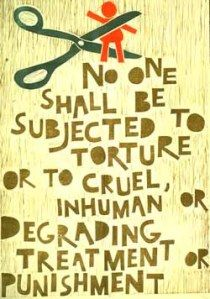 NO ONE
SHALL BE
SUBJECTED TO
TORTURE
OR TO CRUEL,
INHUMAN OR
DEGRADING
TREATMENT OR
PUNISHMENT